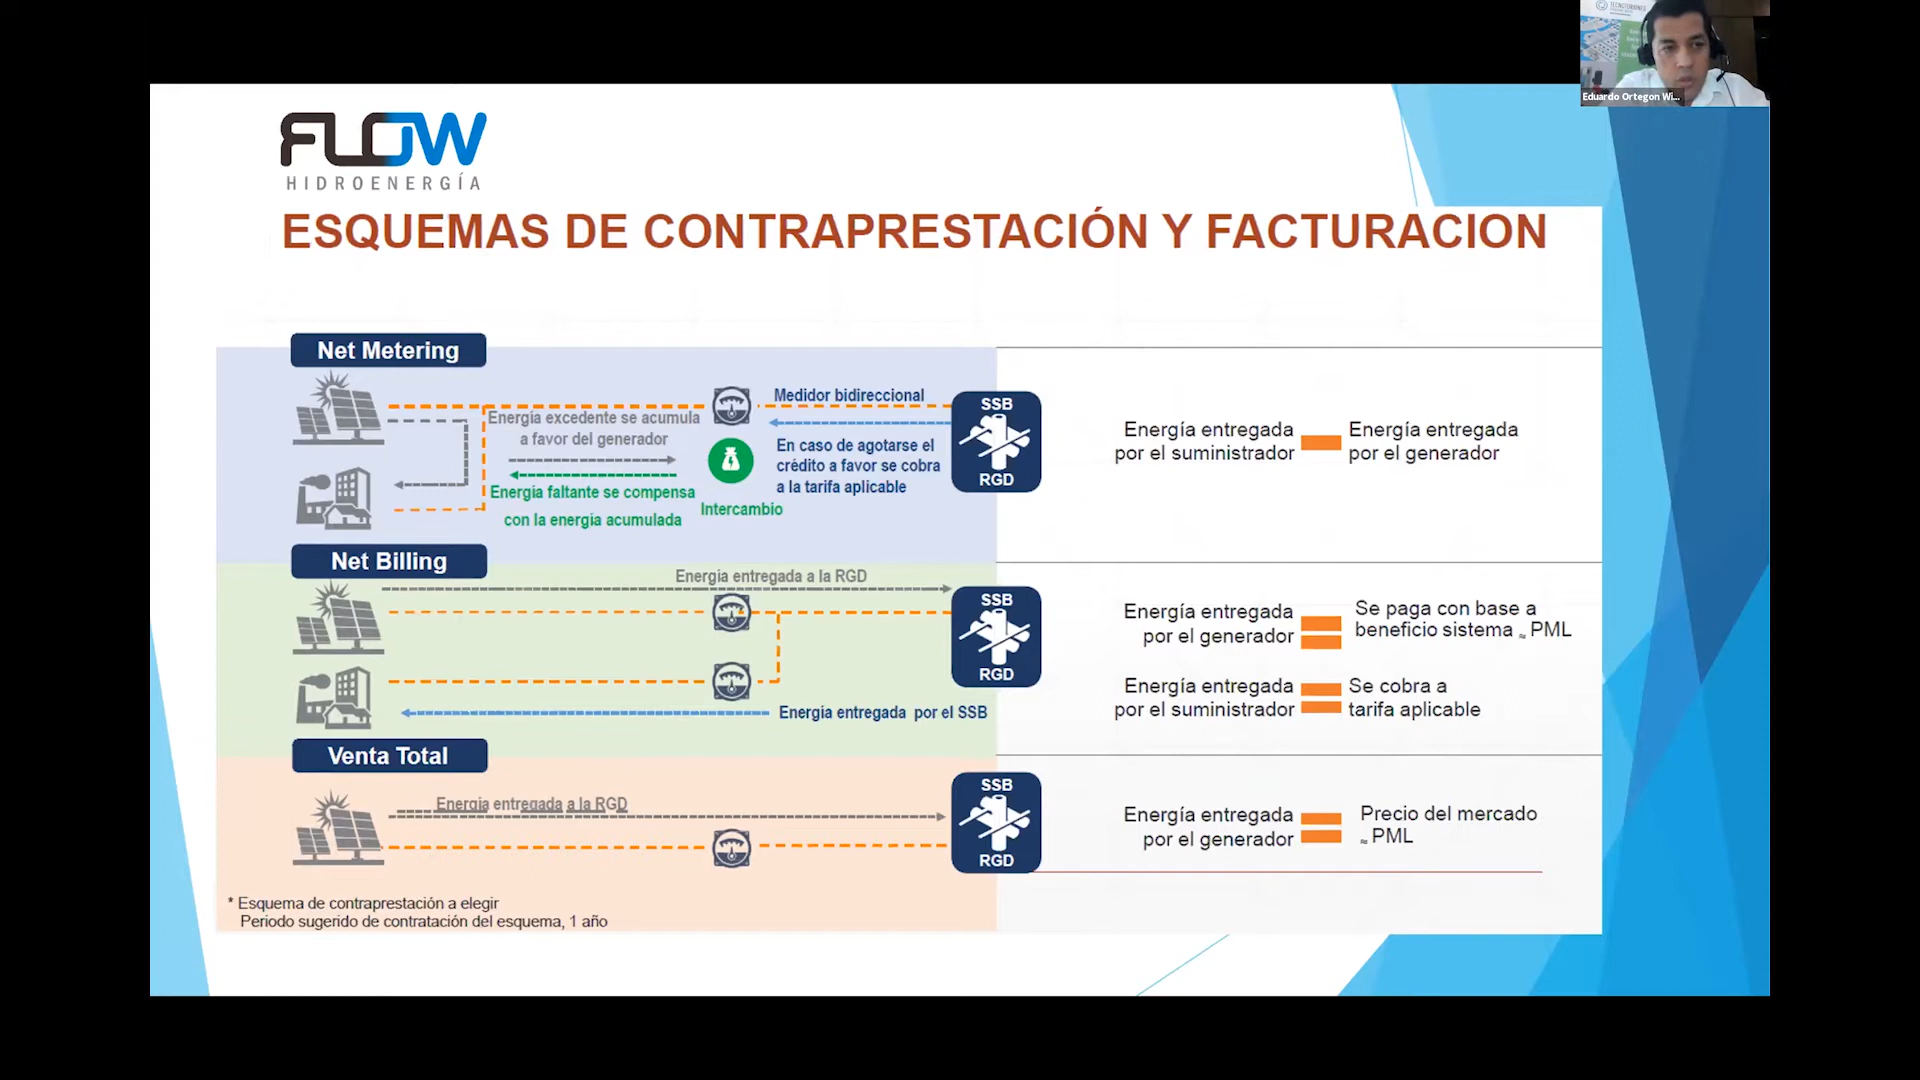 TECNOTURBINES
Eduardo Ortegon Wi...
FLOW
HIDROENERGÍA
ESQUEMAS DE CONTRAPRESTACIÓN Y FACTURACION
Net Metering
Energía excedente se acumula
a favor del generador
Energía faltante se compensa
con la energía acumulada
Intercambio
Medidor bidireccional
En caso de agotarse el
crédito a favor se cobra
a la tarifa aplicable
SSB
RGD
Energía entregada
por el suministrador
Energía entregada
por el generador
Net Billing
Energía entregada a la RGD
Energía entregada por el SSB
SSB
RGD
Energía entregada
por el generador
Se paga con base a
beneficio sistema ≈ PML
Energía entregada
por el suministrador
Se cobra a
tarifa aplicable
Venta Total
Energía entregada a la RGD
SSB
RGD
Energía entregada
por el generador
Precio del mercado
≈ PML
* Esquema de contraprestación a elegir
Periodo sugerido de contratación del esquema, 1 año